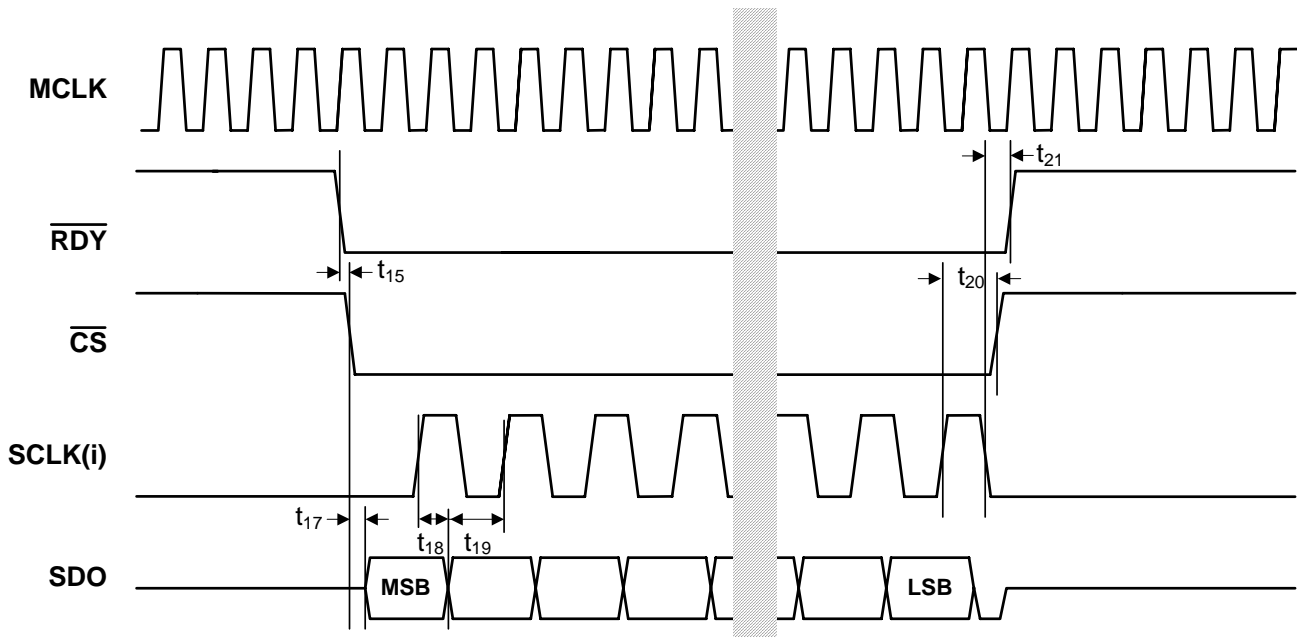 MCLK
t21
RDY
t15
t20
CS
SCLK(i)
t17
t18
t19
SDO
MSB
LSB